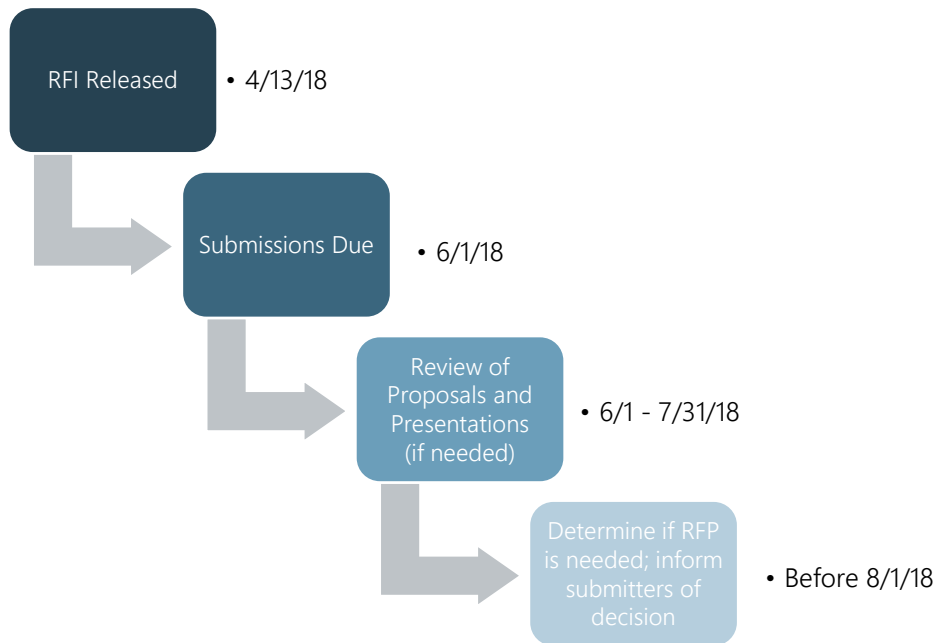 RFI Released
• 4/13/18
Submissions Due
• 6/1/18
Review of
Proposals and
Presentations
(if needed)
• 6/1 - 7/31/18
Determine if RFP
is needed; inform
submitters of
decision
• Before 8/1/18